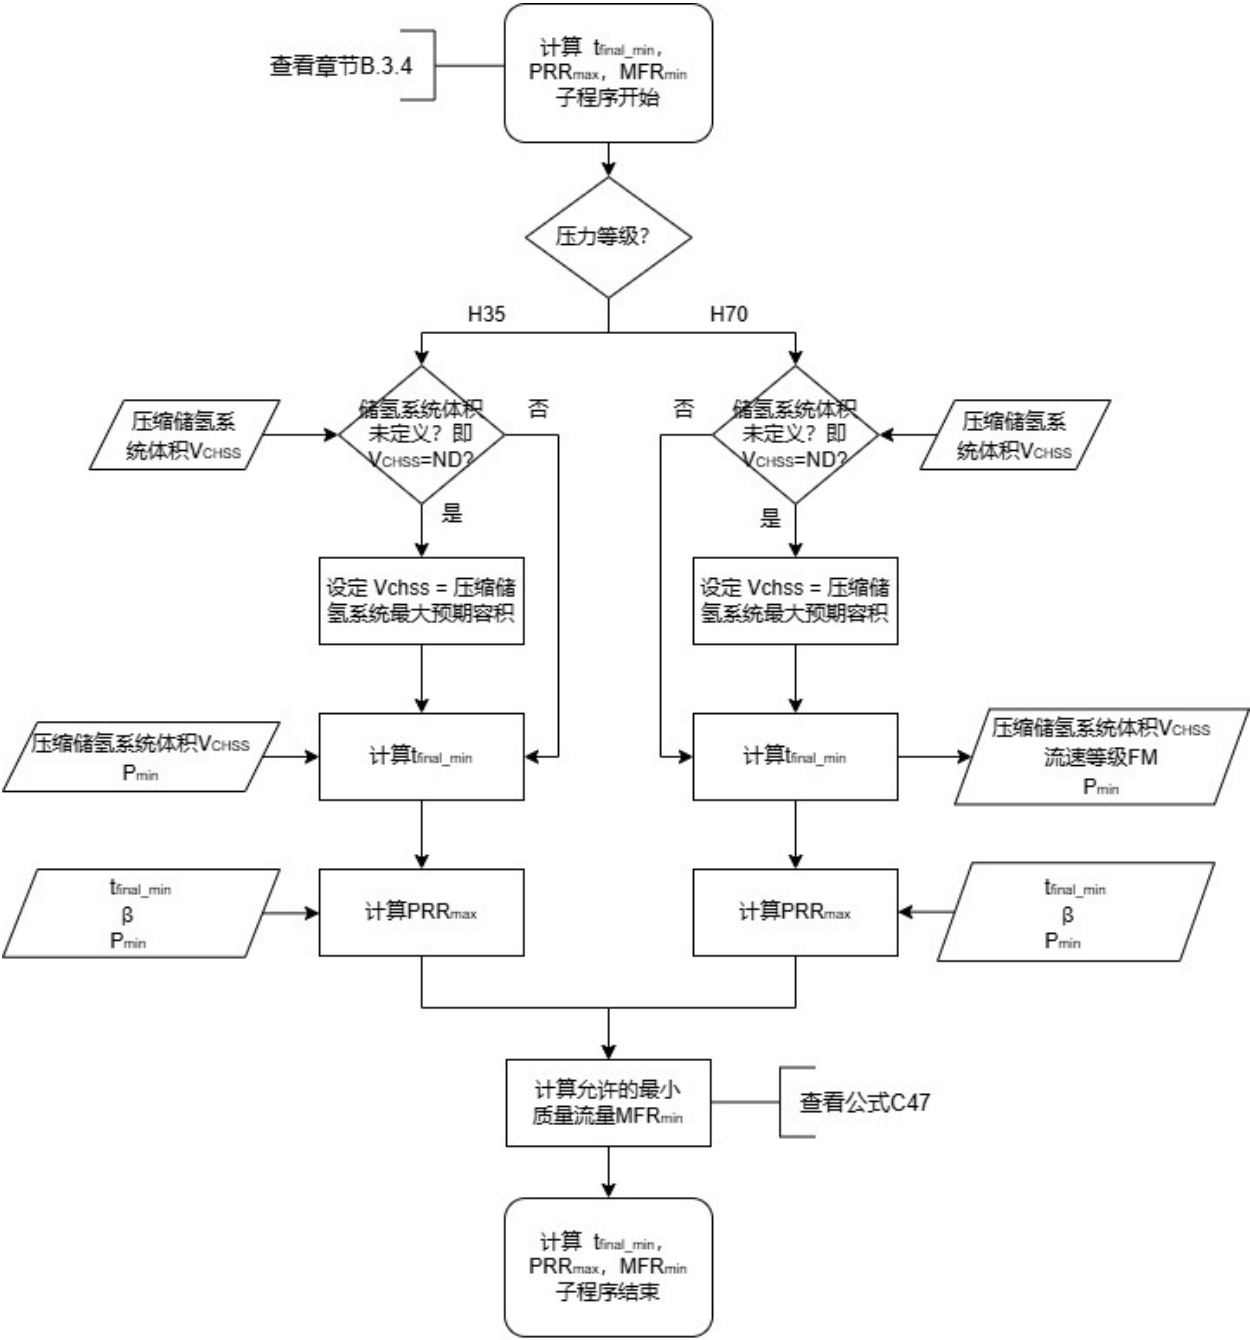 计算 tfinal_min,
PRRmax, MFRmin
子程序开始
查看章节B.3.4
压力等级?
H35
H70
压缩储氢系
统体积VCHSS
储氢系统体积
未定义? 即
VCHSS=ND?
否
是
否
储氢系统体积
未定义? 即
VCHSS=ND?
是
压缩储氢系
统体积VCHSS
设定 Vchss = 压缩储
氢系统最大预期容积
设定 Vchss = 压缩储
氢系统最大预期容积
压缩储氢系统体积VCHSS
Pmin
计算tfinal_min
计算tfinal_min
压缩储氢系统体积VCHSS
流速等级FM
Pmin
tfinal_min
β
Pmin
计算PRRmax
计算PRRmax
tfinal_min
β
Pmin
计算允许的最小
质量流量MFRmin
查看公式C47
计算 tfinal_min,
PRRmax, MFRmin
子程序结束